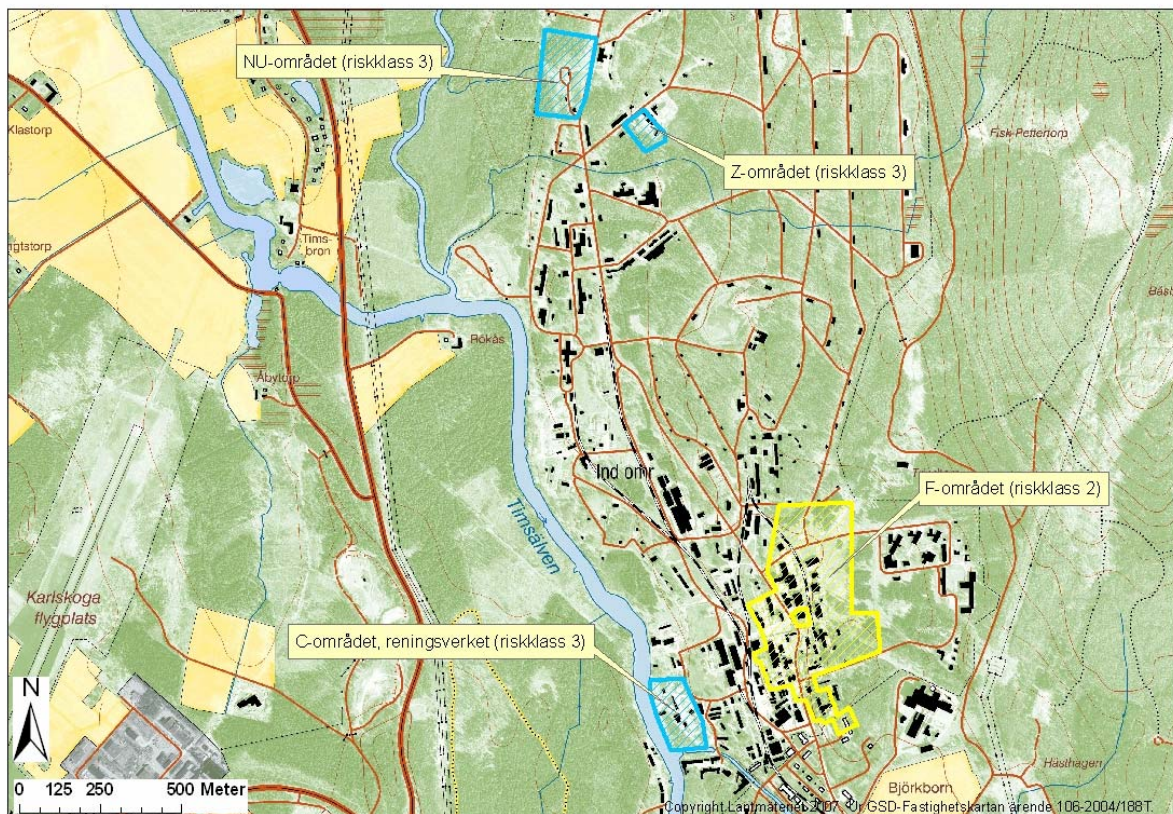 NU-området (riskklass 3)
Klastorp
Fisk-Pettertorp
Z-området (riskklass 3)
Tims-
bron
Rökås
Åbytorp
Ind omr
F-området (riskklass 2)
Timsälven
Karlskoga
flygplats
C-området, reningsverket (riskklass 3)
N
0 125 250 500 Meter
Hästhagen
Björkborn
Copyright Lantmäteriet 2007. Ur GSD-Fastighetskartan ärende 106-2004/188T.